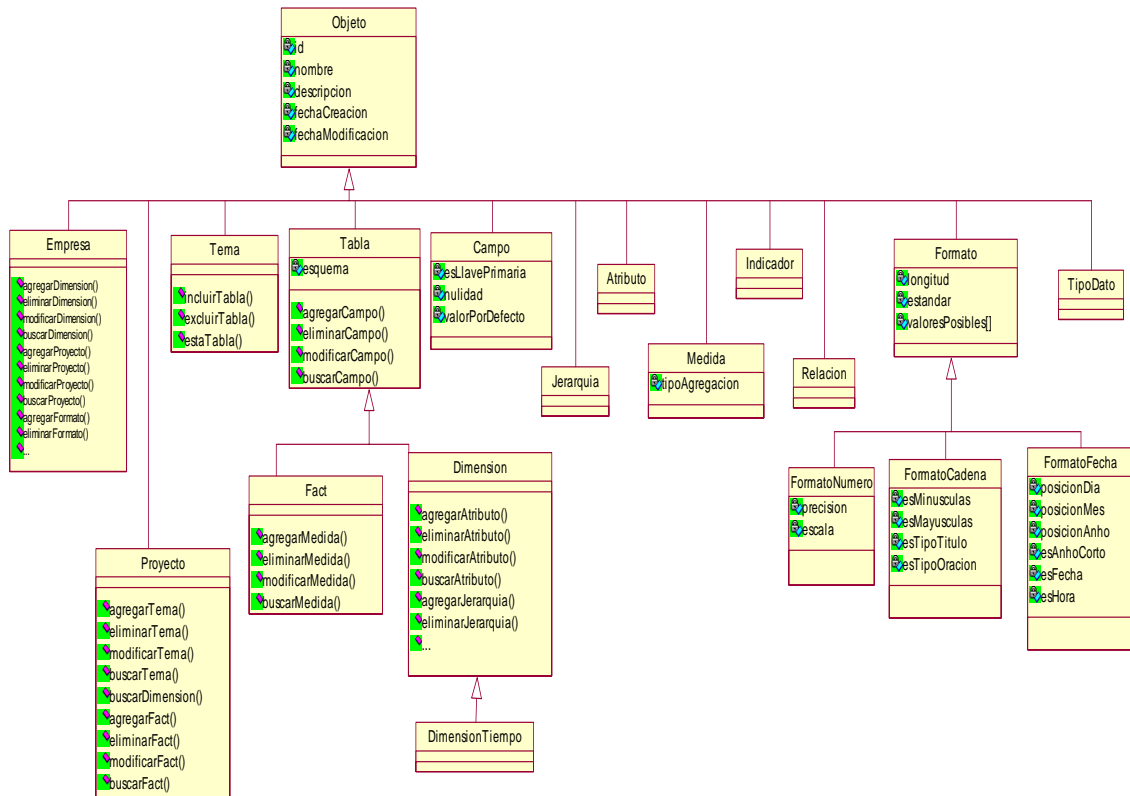 Objeto
id
nombre
descripcion
fechaCreacion
fechaModificacion
Empresa
agregarDimension()
eliminarDimension()
modificarDimension()
buscarDimension()
agregarProyecto()
eliminarProyecto()
modificarProyecto()
buscarProyecto()
agregarFormato()
eliminarFormato()
...
Tema
incluirTabla()
excluirTabla()
estaTabla()
Tabla
esquema
agregarCampo()
eliminarCampo()
modificarCampo()
buscarCampo()
Campo
esLlavePrimaria
nulidad
valorPorDefecto
Jerarquia
Atributo
Medida
tipoAgregacion
Indicador
Relacion
Formato
longitud
estandar
valoresPosibles[]
TipoDato
Proyecto
agregarTema()
eliminarTema()
modificarTema()
buscarTema()
buscarDimension()
agregarFact()
eliminarFact()
modificarFact()
buscarFact()
Fact
agregarMedida()
eliminarMedida()
modificarMedida()
buscarMedida()
Dimension
agregarAtributo()
eliminarAtributo()
modificarAtributo()
buscarAtributo()
agregarJerarquia()
eliminarJerarquia()
...
DimensionTiempo
FormatoNumero
precision
escala
FormatoCadena
esMinusculas
esMayusculas
esTipoTitulo
esTipoOracion
FormatoFecha
posicionDia
posicionMes
posicionAnho
esAnhoCorto
esFecha
esHora